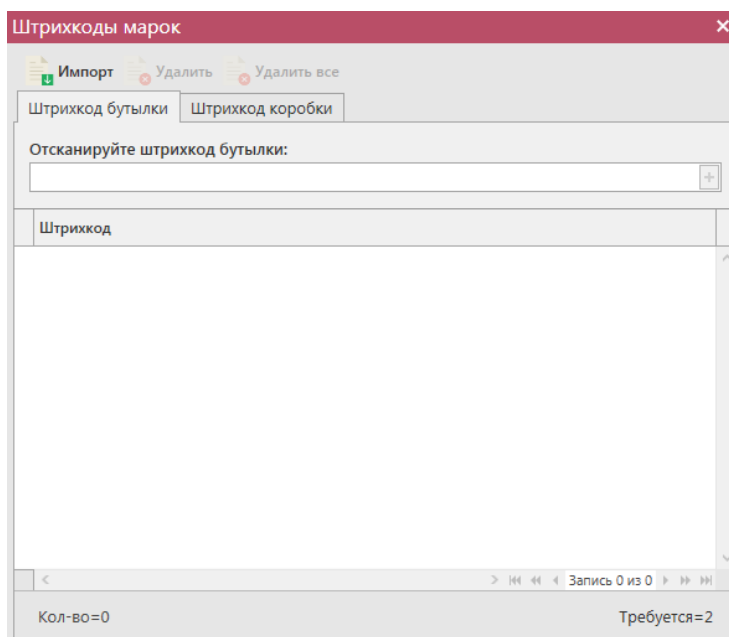 Штрихкоды марок
Импорт Удалить Удалить все
Штрихкод бутылки Штрихкод коробки
Отсканируйте штрихкод бутылки:
Штрихкод
Запись 0 из 0
Кол-во=0 Требуется=2